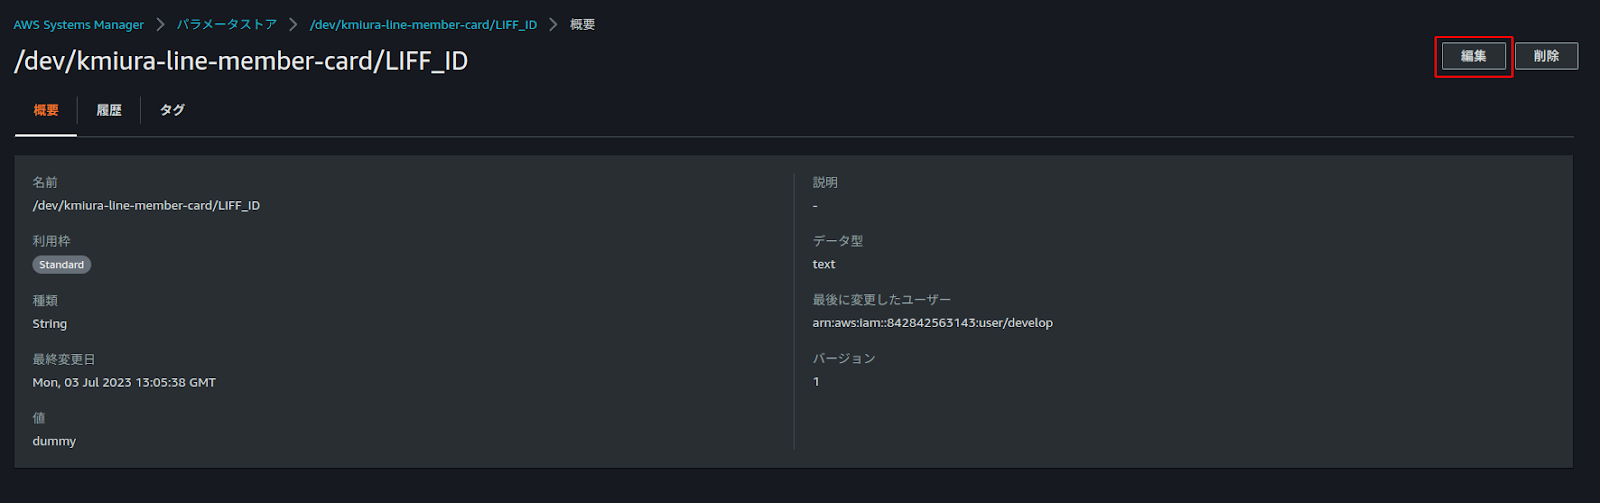 AWS Systems Manager > パラメータストア > /dev/kmiura-line-member-card/LIFF_ID > 概要
/dev/kmiura-line-member-card/LIFF_ID
編集 削除
概要 履歴 タグ
名前
/dev/kmiura-line-member-card/LIFF_ID
利用枠
Standard
種類
String
最終変更日
Mon, 03 Jul 2023 13:05:38 GMT
値
dummy
説明
-
データ型
text
最後に変更したユーザー
arn:aws:iam::842842563143:user/develop
バージョン
1